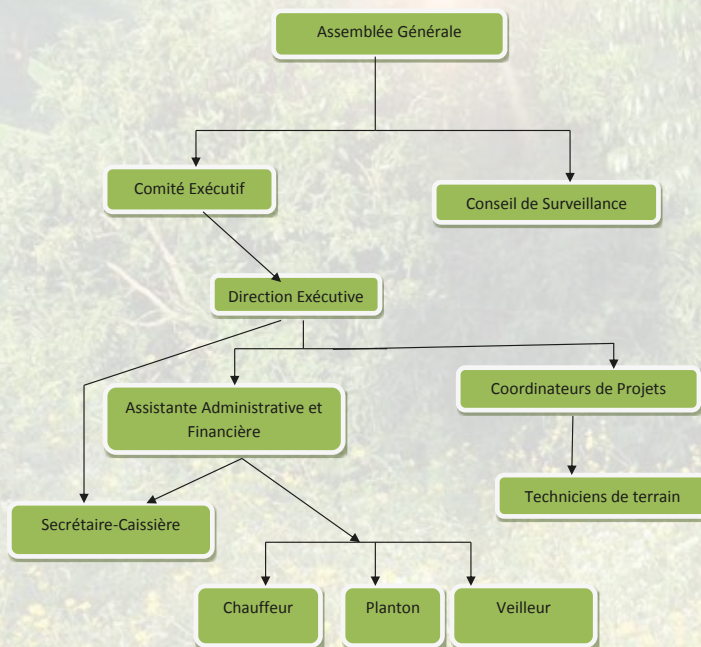 Assemblée Générale
Comité Exécutif
Conseil de Surveillance
Direction Exécutive
Assistante Administrative et
Financière
Coordinateurs de Projets
Techniciens de terrain
Secrétaire-Caissière
Chauffeur
Planton
Veilleur